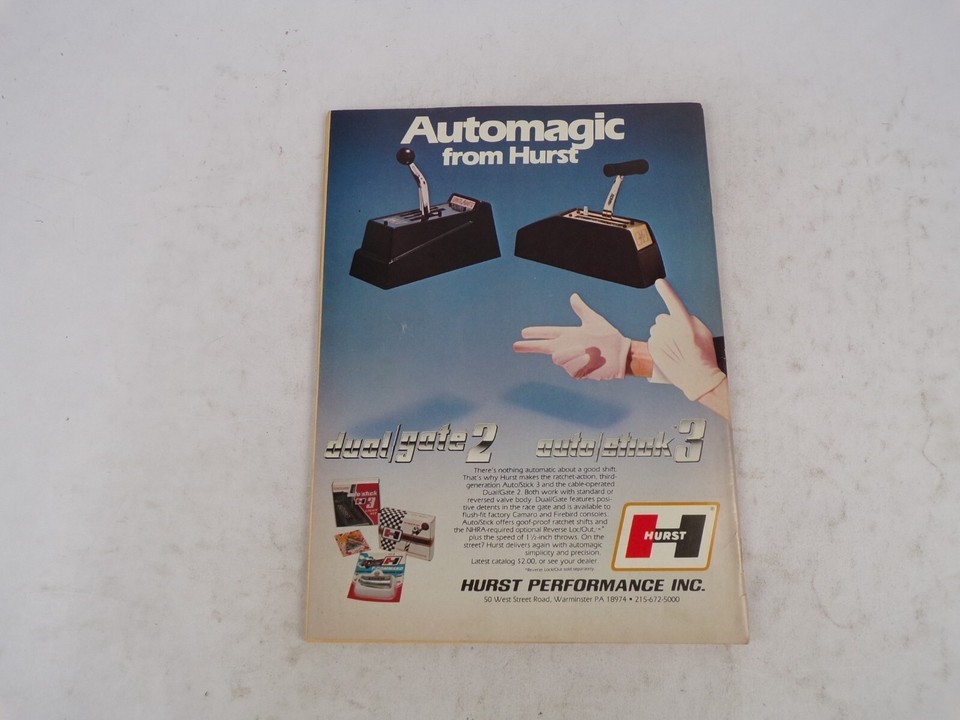 Automagic
from Hurst
dual/gate 2
auto/stick 3
There's nothing automatic about a good shift.
That's why Hurst makes the ratchet-action, third-
generation Auto/Stick 3 and the cable-operated
Dual/Gate 2. Both work with standard or
reversed valve body. Dual/Gate features posi-
tive detents in the race gate and is available to
flush-fit factory Camaro and Firebird consoles.
Auto/Stick offers goof-proof ratchet shifts and
the NHRA-required optional Reverse Loc/Out,*
plus the speed of 1½-inch throws. On the
street? Hurst delivers again with automagic
simplicity and precision.
Latest catalog $2.00, or see your dealer.
*Reverse Loc/Out sold separately.
HURST
HURST PERFORMANCE INC.
50 West Street Road, Warminster PA 18974 • 215-672-5000